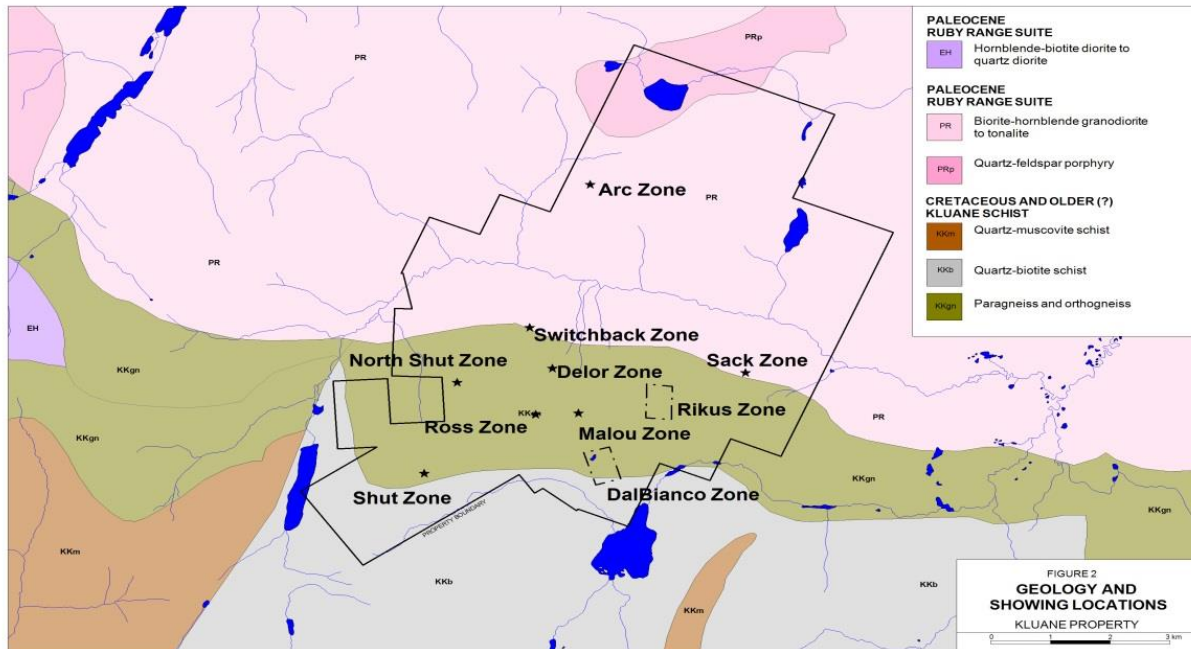 PRp
PR
PR
Arc Zone
PR
EH
KKgn
KKgn
Switchback Zone
North Shut Zone
Delor Zone
Sack Zone
Rikus Zone
PR
Ross Zone
Malou Zone
Shut Zone
DalBianco Zone
KKgn
KKgn
PROPERTY BOUNDARY
KKm
KKb
KKm
KKb
PALEOCENE
RUBY RANGE SUITE
EH Hornblende-biotite diorite to
quartz diorite
PALEOCENE
RUBY RANGE SUITE
PR Biorite-hornblende granodiorite
to tonalite
PRp Quartz-feldspar porphyry
CRETACEOUS AND OLDER (?)
KLUANE SCHIST
KKm Quartz-muscovite schist
KKb Quartz-biotite schist
KKgn Paragneiss and orthogneiss
FIGURE 2
GEOLOGY AND
SHOWING LOCATIONS
KLUANE PROPERTY
0 1 2 3 km